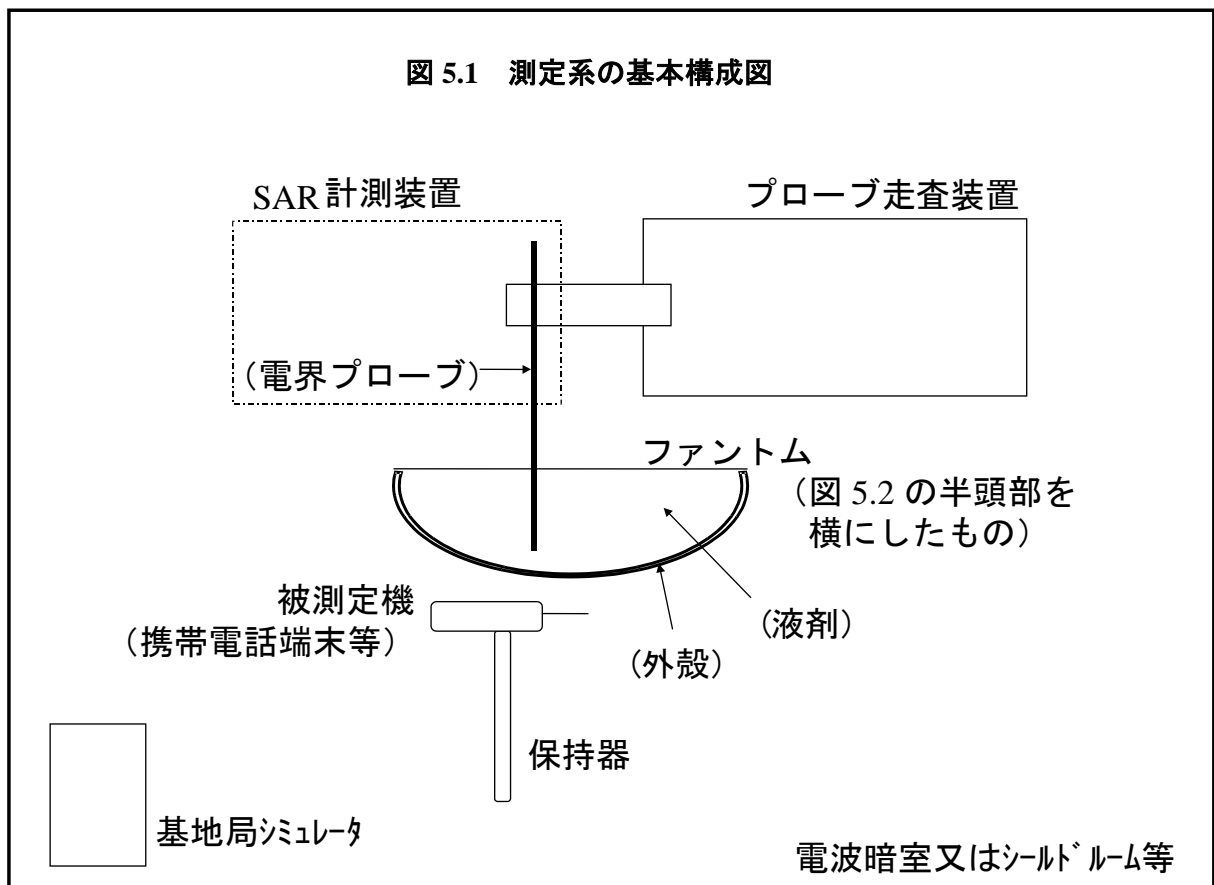 図 5.1　測定系の基本構成図
SAR 計測装置
プローブ走査装置
(電界プローブ)
ファントム
(図 5.2 の半頭部を
横にしたもの)
被測定機
(携帯電話端末等)
(液剤)
(外殻)
保持器
基地局ｼﾐｭﾚｰﾀ
電波暗室又はｼｰﾙﾄﾞﾙｰﾑ等